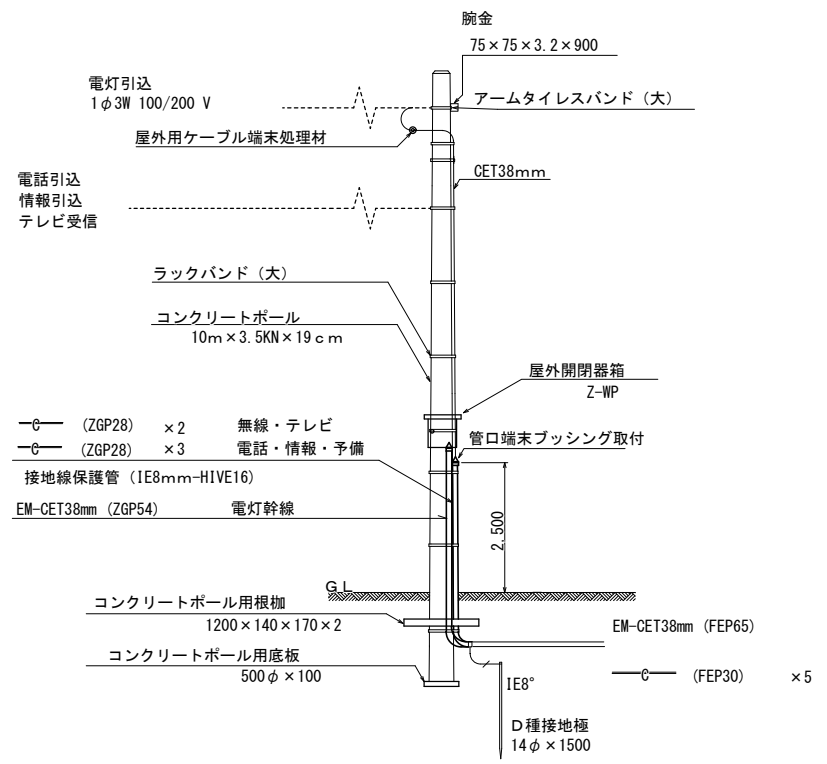 腕金
75×75×3.2×900
電灯引込
1φ3W 100/200 V
アームタイレスバンド（大）
屋外用ケーブル端末処理材
CET38mm
電話引込
情報引込
テレビ受信
ラックバンド（大）
コンクリートポール
10m×3.5KN×19cm
屋外開閉器箱
Z-WP
C (ZGP28) ×2 無線・テレビ
C (ZGP28) ×3 電話・情報・予備
管口端末ブッシング取付
接地線保護管（IE8mm-HIVE16）
EM-CET38mm (ZGP54) 電灯幹線
2,500
GL
コンクリートポール用根枷
1200×140×170×2
EM-CET38mm (FEP65)
コンクリートポール用底板
500φ×100
IE8°
C (FEP30) ×5
D種接地極
14φ×1500